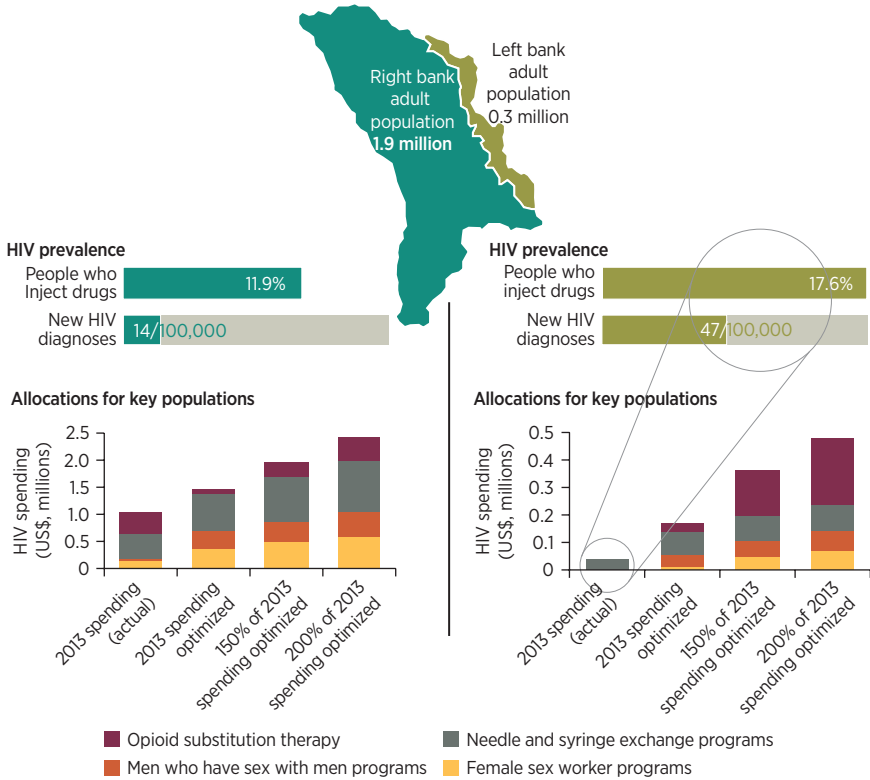 Right bank
adult
population
1.9 million
Left bank
adult
population
0.3 million
HIV prevalence
People who
Inject drugs
11.9%
New HIV
diagnoses
14/100,000
Allocations for key populations
HIV spending
(US$, millions)
2.5
2.0
1.5
1.0
0.5
0
2013 spending
(actual)
2013 spending
optimized
150% of 2013
spending optimized
200% of 2013
spending optimized
HIV prevalence
People who
inject drugs
17.6%
New HIV
diagnoses
47/100,000
Allocations for key populations
HIV spending
(US$, millions)
0.5
0.4
0.3
0.2
0.1
0
2013 spending
(actual)
2013 spending
optimized
150% of 2013
spending optimized
200% of 2013
spending optimized
Opioid substitution therapy
Needle and syringe exchange programs
Men who have sex with men programs
Female sex worker programs